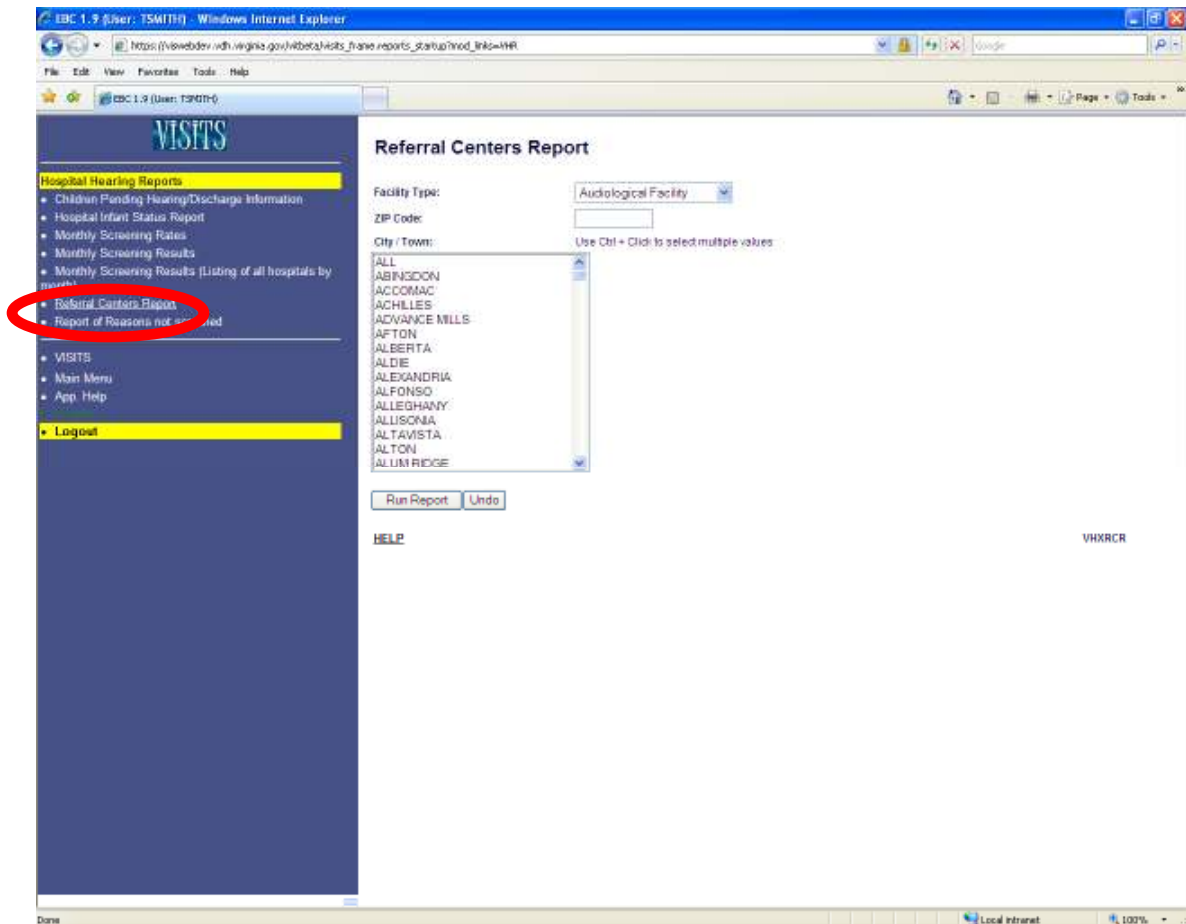 EBC 1.9 (User: TSMITH) - Windows Internet Explorer
Google
File Edit View Favorites Tools Help
EBC 1.9 (User: TSMITH)
Page Tools
VISITS
Hospital Hearing Reports
Children Pending Hearing/Discharge Information
Hospital Infant Status Report
Monthly Screening Rates
Monthly Screening Results
Monthly Screening Results (Listing of all hospitals by
month)
Referral Centers Report
Report of Reasons not
VISITS
Main Menu
App. Help
Logout
Referral Centers Report
Facility Type: Audiological Facility
ZIP Code:
City / Town: Use Ctrl + Click to select multiple values
ALL
ABINGDON
ACCOMAC
ACHILLES
ADVANCE MILLS
AFTON
ALBERTA
ALDIE
ALEXANDRIA
ALFONSO
ALLEGHANY
ALLISONIA
ALTAVISTA
ALTON
ALUM RIDGE
Run Report Undo
HELP VHXRCR
Done Local intranet 100%